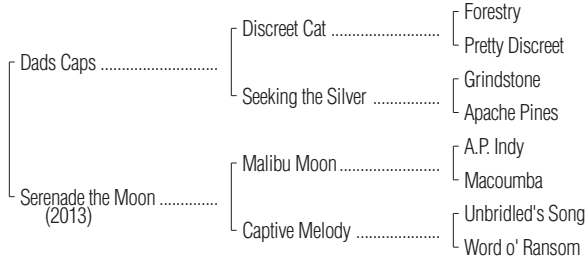 Forestry
Discreet Cat ......................
Pretty Discreet
Dads Caps ........................
Grindstone
Seeking the Silver .............
Apache Pines
A.P. Indy
Malibu Moon....................
Macoumba
Serenade the Moon ............
(2013)
Unbridled's Song
Captive Melody ................
Word o' Ransom